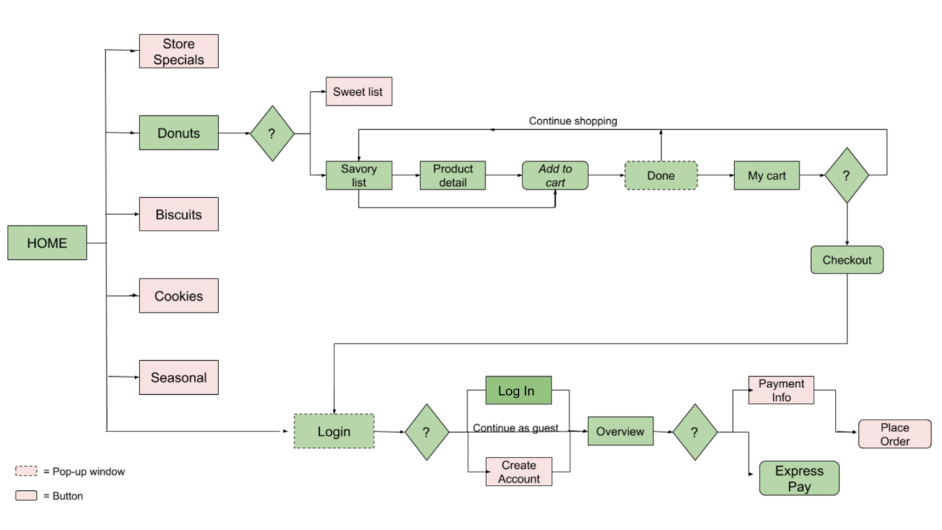 Store
Specials
Sweet list
Continue shopping
Donuts
?
Savory
list
Product
detail
Add to
cart
Done
My cart
?
Biscuits
HOME
Checkout
Cookies
Seasonal
Log In
Payment
Info
Login
?
Continue as guest
Overview
?
Place
Order
Create
Account
Express
Pay
= Pop-up window
= Button